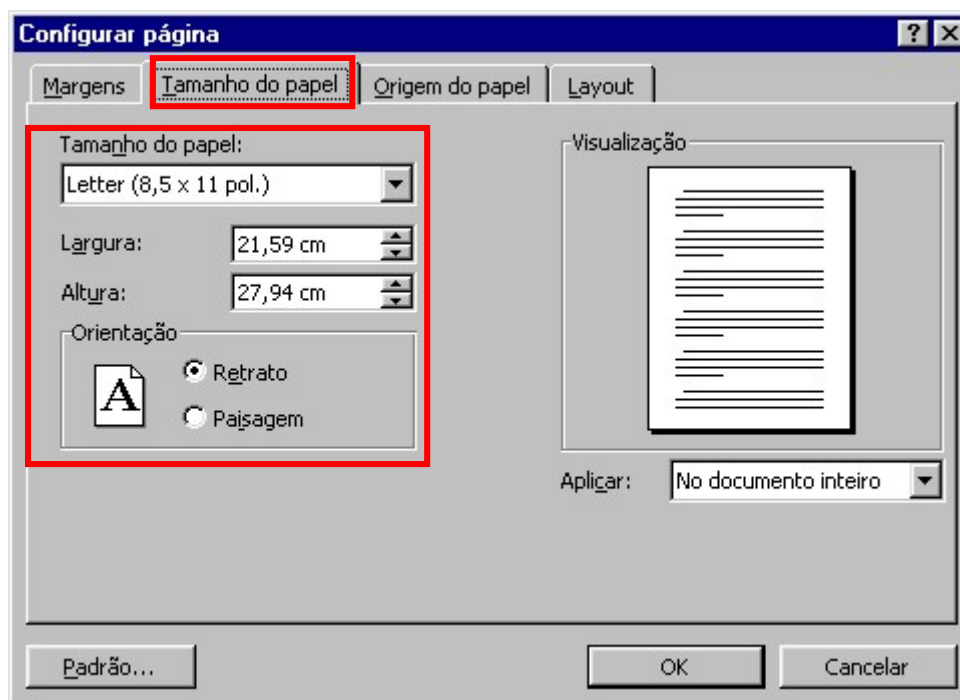 Configurar página
Margens Tamanho do papel Origem do papel Layout
Tamanho do papel:
Letter (8,5 x 11 pol.)
Largura: 21,59 cm
Altura: 27,94 cm
Orientação
A
Retrato
Paisagem
Visualização
Aplicar: No documento inteiro
Padrão... OK Cancelar